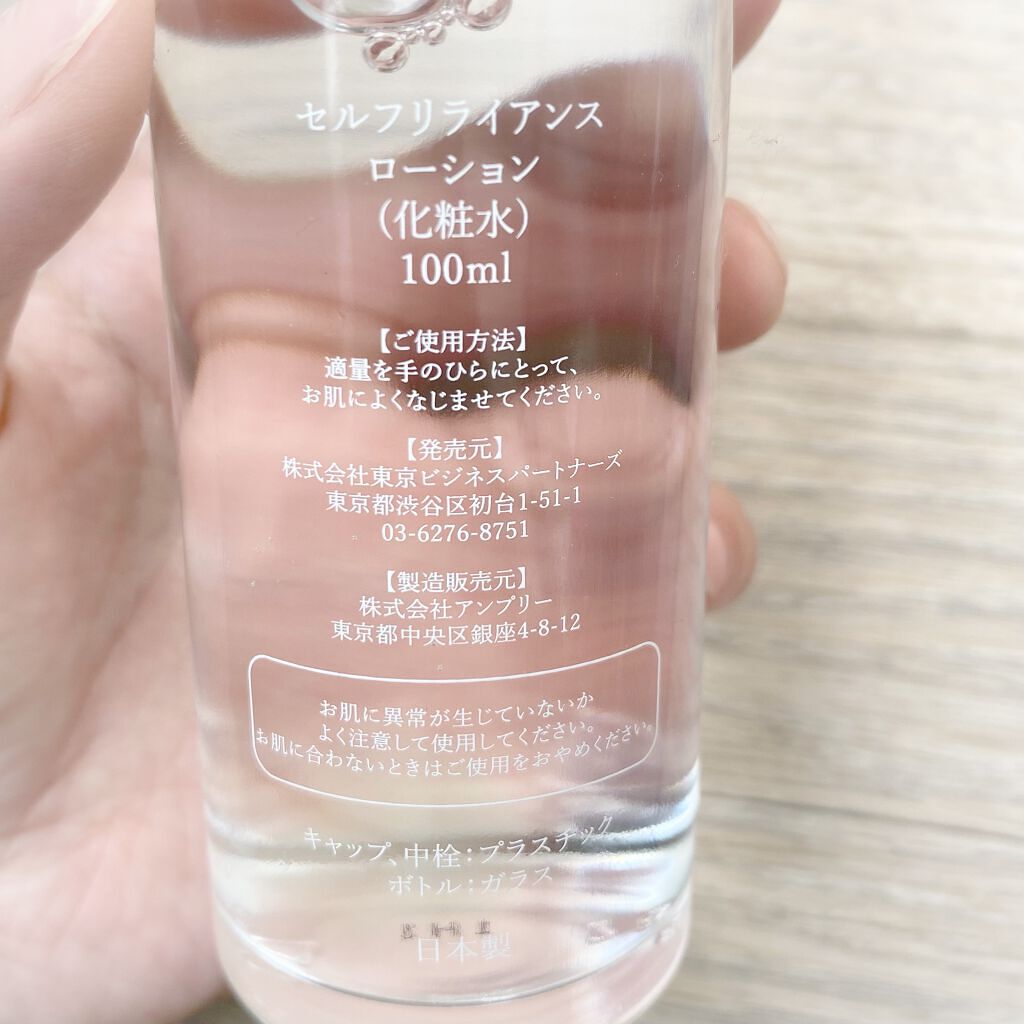 セルフリライアンス
ローション
（化粧水）
100ml
【ご使用方法】
適量を手のひらにとって、
お肌によくなじませてください。
【発売元】
株式会社東京ビジネスパートナーズ
東京都渋谷区初台1-51-1
03-6276-8751
【製造販売元】
株式会社アンプリー
東京都中央区銀座4-8-12
お肌に異常が生じていないか
よく注意して使用してください。
お肌に合わないときはご使用をおやめください。
キャップ、中栓：プラスチック
ボトル：ガラス
日本製